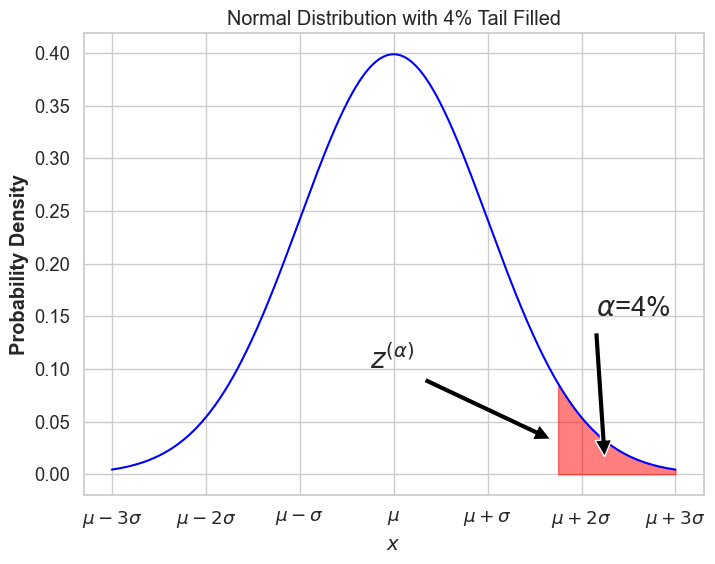 Normal Distribution with 4% Tail Filled
Probability Density
0.40
0.35
0.30
0.25
0.20
0.15
0.10
0.05
0.00
α=4%
z^(α)
μ − 3σ μ − 2σ μ − σ μ μ + σ μ + 2σ μ + 3σ
x